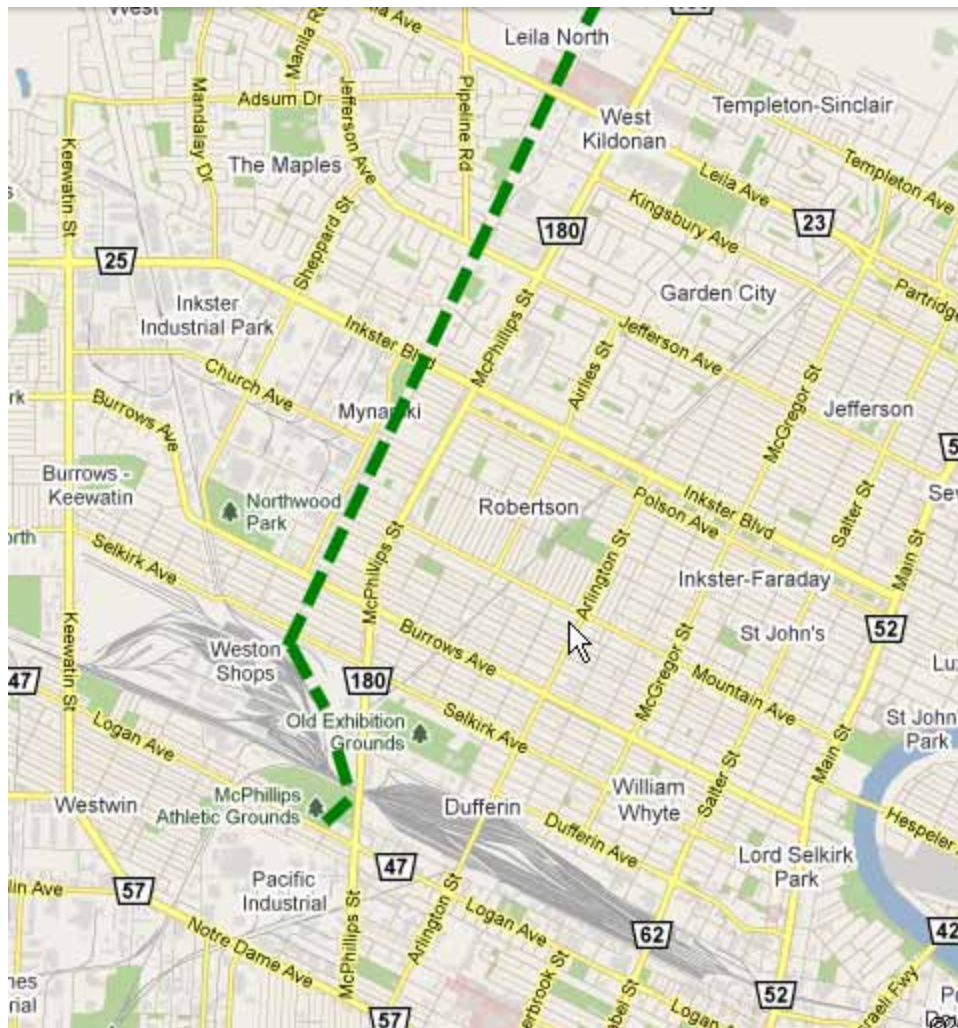 West
Manila Rd
Leila North
Templeton-Sinclair
Adsum Dr
Pipeline Rd
Jefferson Ave
Mandalay Dr
West
Kildonan
The Maples
Keewatin St
Leila Ave
Templeton Ave
Kingsbury Ave
23
180
Sheppard St
25
Garden City
Partridge
Inkster
Industrial Park
Inkster Blvd
McPhillips St
Jefferson Ave
Airlies St
Church Ave
McGregor St
Jefferson
Burrows Ave
Burrows -
Keewatin
Northwood
Park
Robertson
Polson Ave
Inkster Blvd
Salter St
Main St
Selkirk Ave
McPhillips St
Arlington St
Inkster-Faraday
St John's
52
Keewatin St
Weston
Shops
Burrows Ave
McGregor St
Mountain Ave
47
180
Logan Ave
Old Exhibition
Grounds
Selkirk Ave
St John'
Park
Main St
Salter St
McPhillips
Athletic Grounds
Westwin
Dufferin
William
Whyte
Dufferin Ave
Hespeler
Lord Selkirk
Park
47
57
Pacific
Industrial
Notre Dame Ave
McPhillips St
Arlington St
Logan Ave
62
42
52
57
Logan